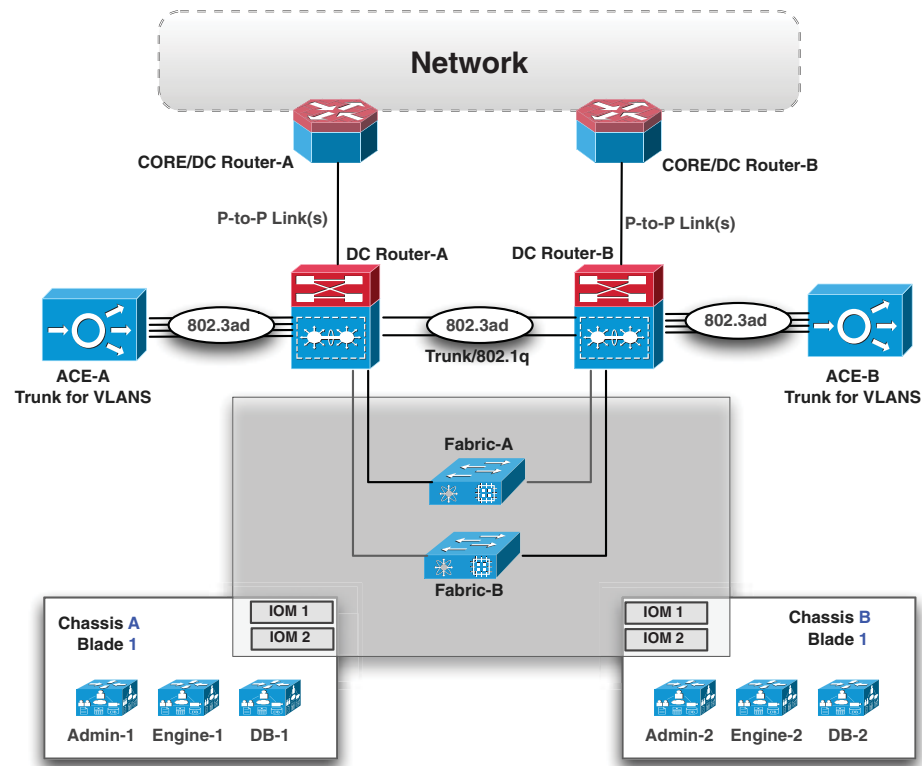 Network
CORE/DC Router-A
CORE/DC Router-B
P-to-P Link(s)
P-to-P Link(s)
DC Router-A
DC Router-B
802.3ad
802.3ad
802.3ad
Trunk/802.1q
ACE-A
Trunk for VLANS
ACE-B
Trunk for VLANS
Fabric-A
Fabric-B
Chassis A
Blade 1
IOM 1
IOM 2
Admin-1
Engine-1
DB-1
IOM 1
IOM 2
Chassis B
Blade 1
Admin-2
Engine-2
DB-2